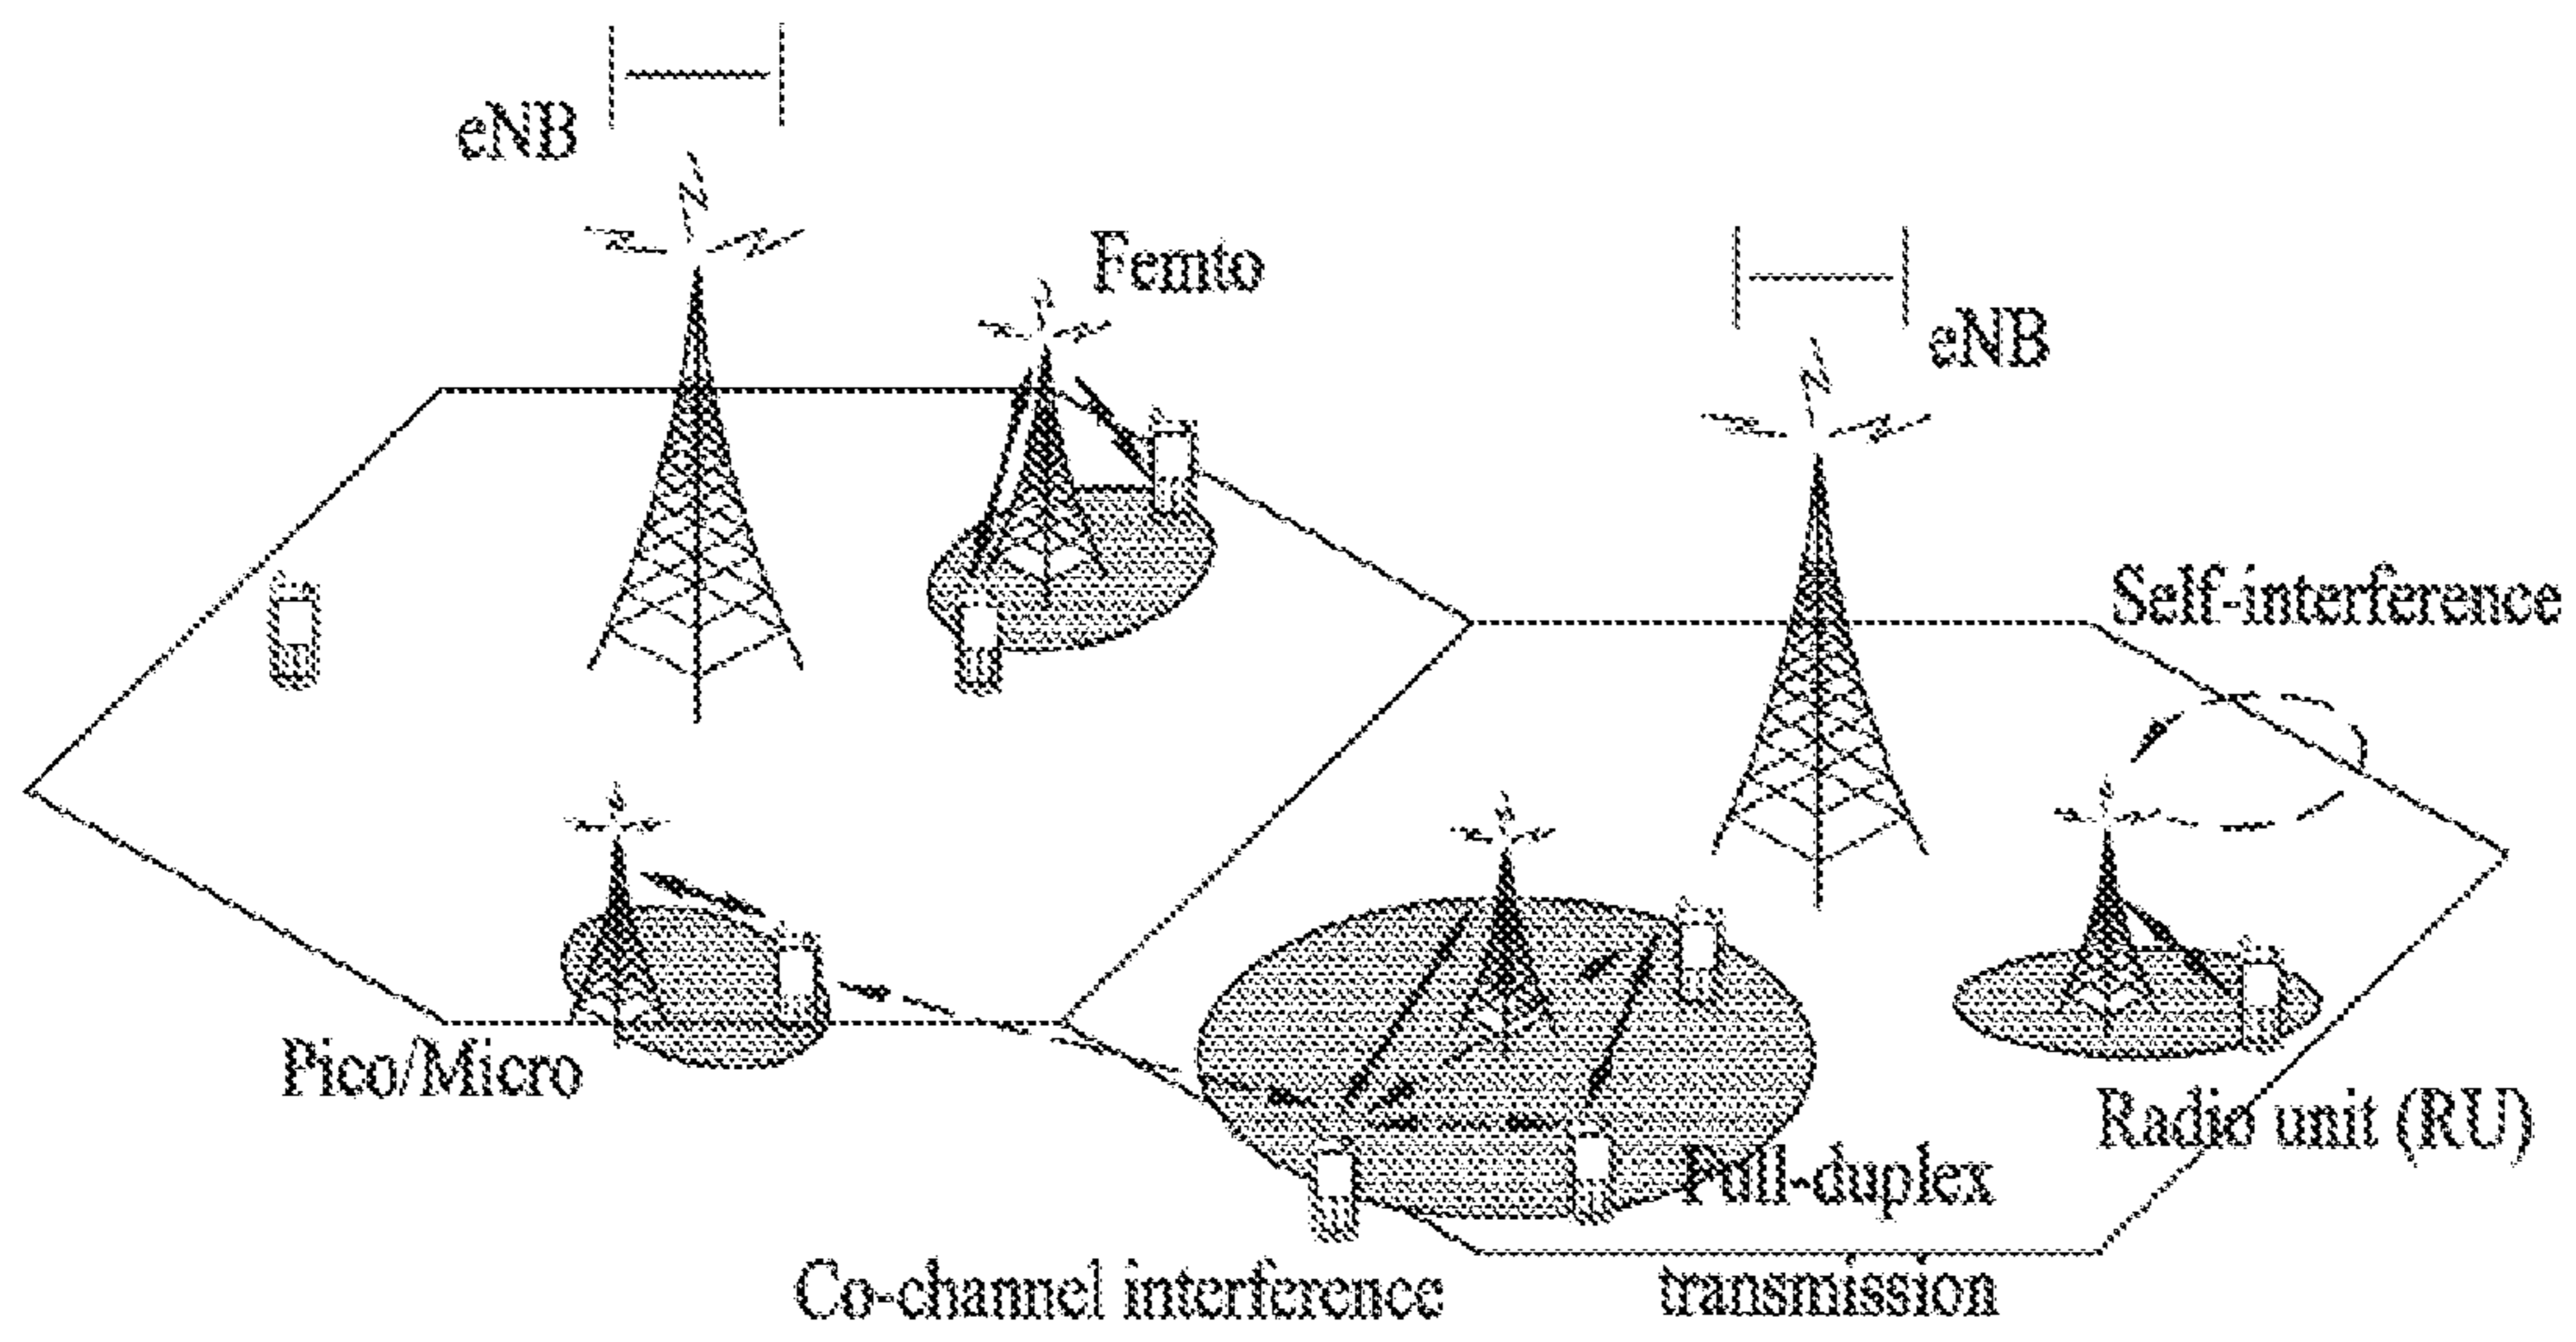 eNB
Femto
eNB
Self-interference
Pico/Micro
Radio unit (RU)
Full-duplex
transmission
Co-channel interference